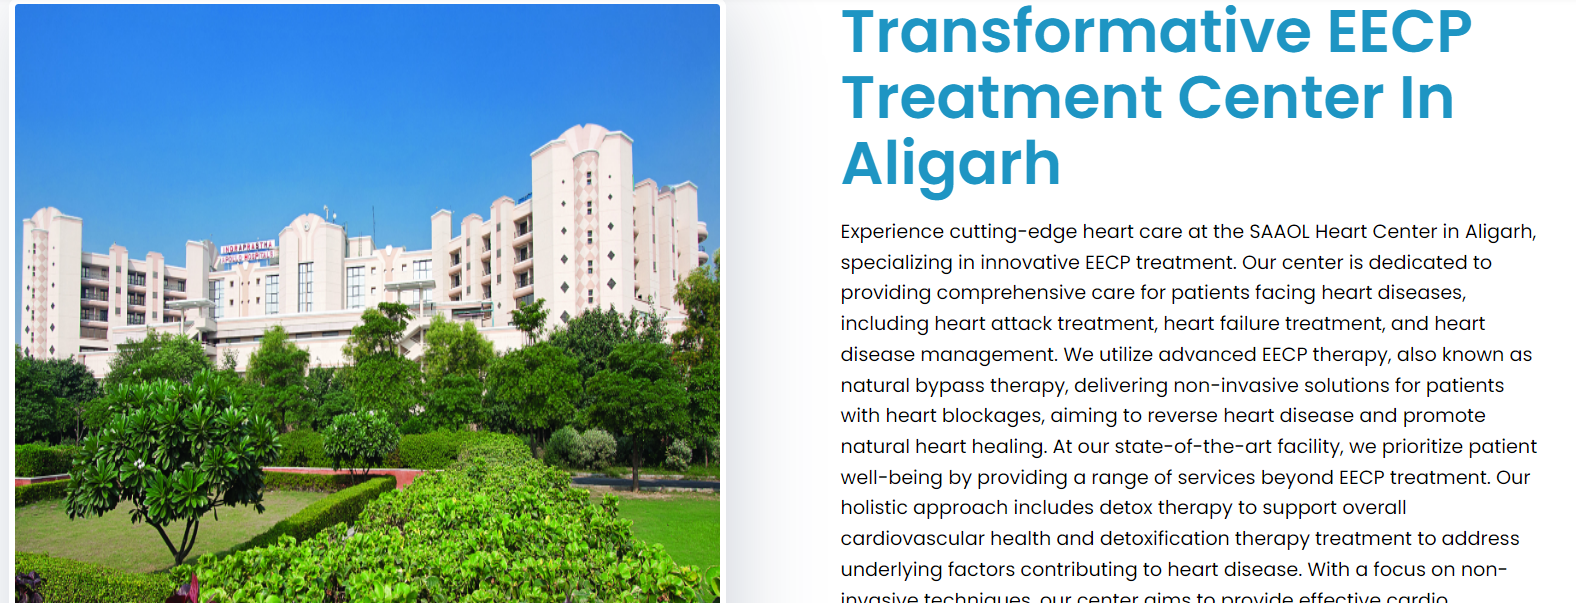 INDRAPRASTHA
APOLLO HOSPITALS
Transformative EECP
Treatment Center In
Aligarh
Experience cutting-edge heart care at the SAAOL Heart Center in Aligarh,
specializing in innovative EECP treatment. Our center is dedicated to
providing comprehensive care for patients facing heart diseases,
including heart attack treatment, heart failure treatment, and heart
disease management. We utilize advanced EECP therapy, also known as
natural bypass therapy, delivering non-invasive solutions for patients
with heart blockages, aiming to reverse heart disease and promote
natural heart healing. At our state-of-the-art facility, we prioritize patient
well-being by providing a range of services beyond EECP treatment. Our
holistic approach includes detox therapy to support overall
cardiovascular health and detoxification therapy treatment to address
underlying factors contributing to heart disease. With a focus on non-
invasive techniques, our center aims to provide effective cardio